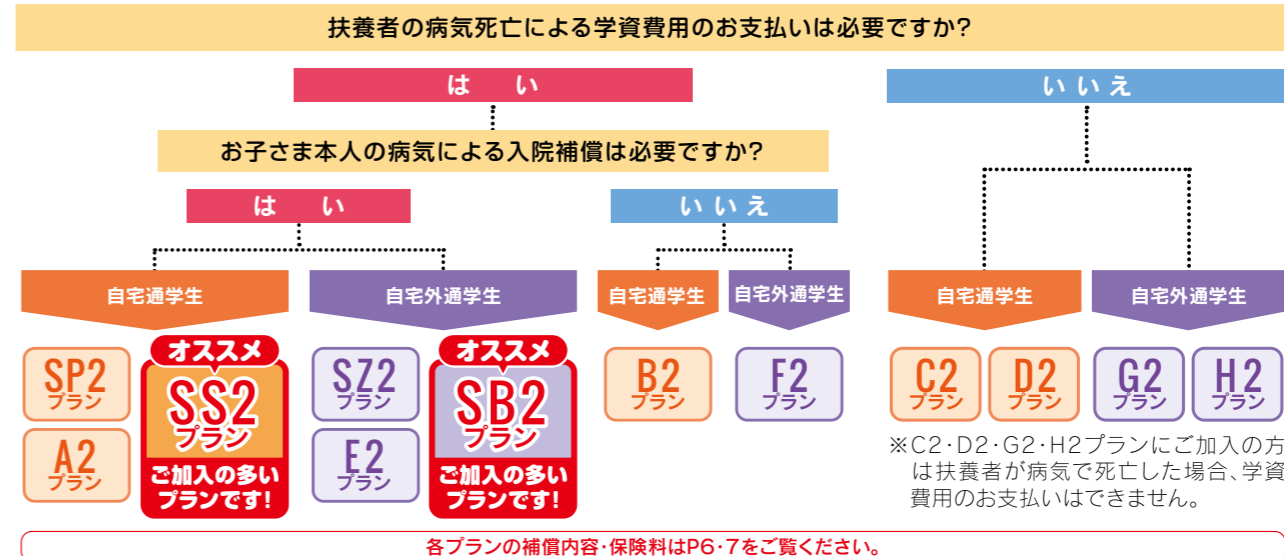 扶養者の病気死亡による学資費用のお支払いは必要ですか?
はい
いいえ
お子さま本人の病気による入院補償は必要ですか?
はい
いいえ
自宅通学生
自宅外通学生
自宅通学生
自宅外通学生
自宅通学生
自宅外通学生
SP2
プラン
A2
プラン
オススメ
SS2
プラン
ご加入の多い
プランです!
SZ2
プラン
E2
プラン
オススメ
SB2
プラン
ご加入の多い
プランです!
B2
プラン
F2
プラン
C2
プラン
D2
プラン
G2
プラン
H2
プラン
※C2・D2・G2・H2プランにご加入の方
は扶養者が病気で死亡した場合、学資
費用のお支払いはできません。
各プランの補償内容・保険料はP6・7をご覧ください。